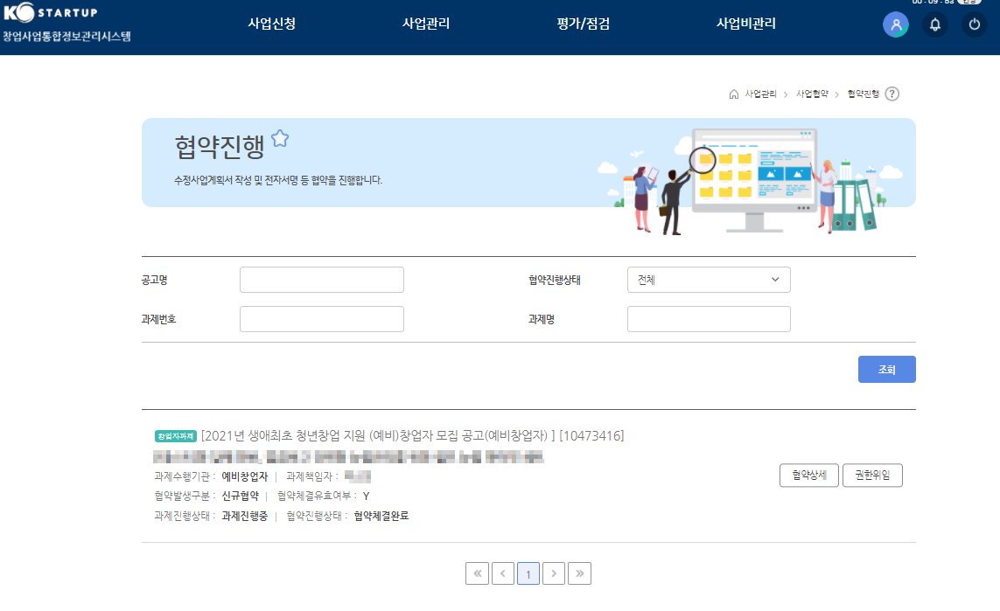 K STARTUP
창업사업통합정보관리시스템
사업신청 사업관리 평가/점검 사업비관리
사업관리 > 사업협약 > 협약진행 ?
협약진행
수정사업계획서 작성 및 전자서명 등 협약을 진행합니다.
공고명 협약진행상태 전체
과제번호 과제명
조회
창업자과제 [2021년 생애최초 청년창업 지원 (예비)창업자 모집 공고(예비창업자) ] [10473416]
과제수행기관 : 예비창업자 | 과제책임자 :
협약상세 권한위임
협약발생구분 : 신규협약 | 협약체결유효여부 : Y
과제진행상태 : 과제진행중 | 협약진행상태 : 협약체결완료
« < 1 > »